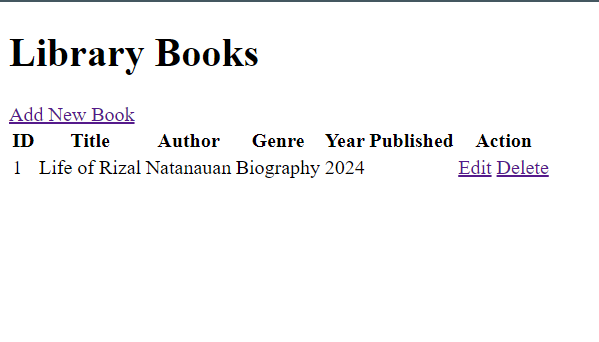 Library Books
Add New Book
ID Title Author Genre Year Published Action
1 Life of Rizal Natanauan Biography 2024 Edit Delete